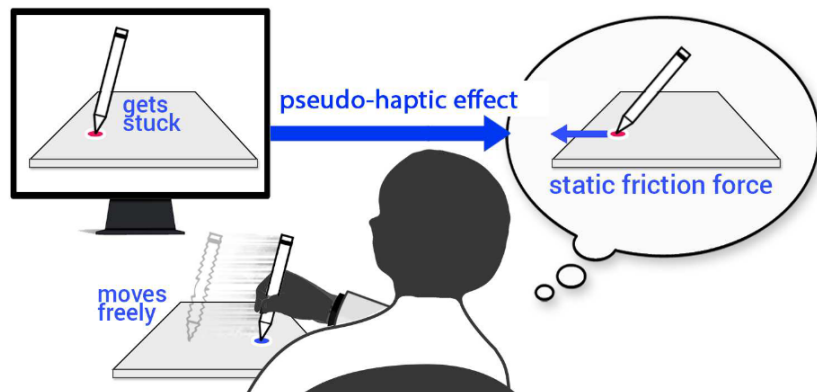 gets
stuck
pseudo-haptic effect
static friction force
moves
freely